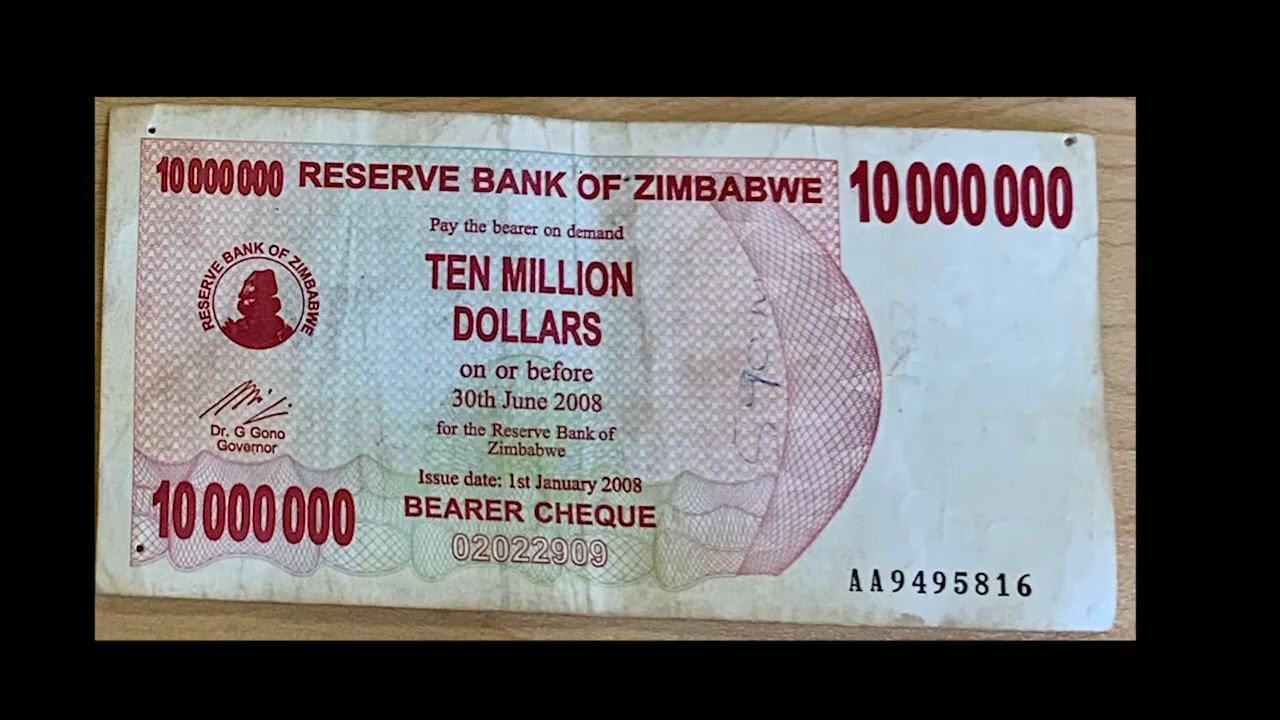 10 000 000 RESERVE BANK OF ZIMBABWE 10 000 000
Pay the bearer on demand
TEN MILLION
DOLLARS
RESERVE BANK OF ZIMBABWE
on or before
30th June 2008
Dr. G Gono
Governor
for the Reserve Bank of
Zimbabwe
Issue date: 1st January 2008
10 000 000
BEARER CHEQUE
02022909
AA9495816